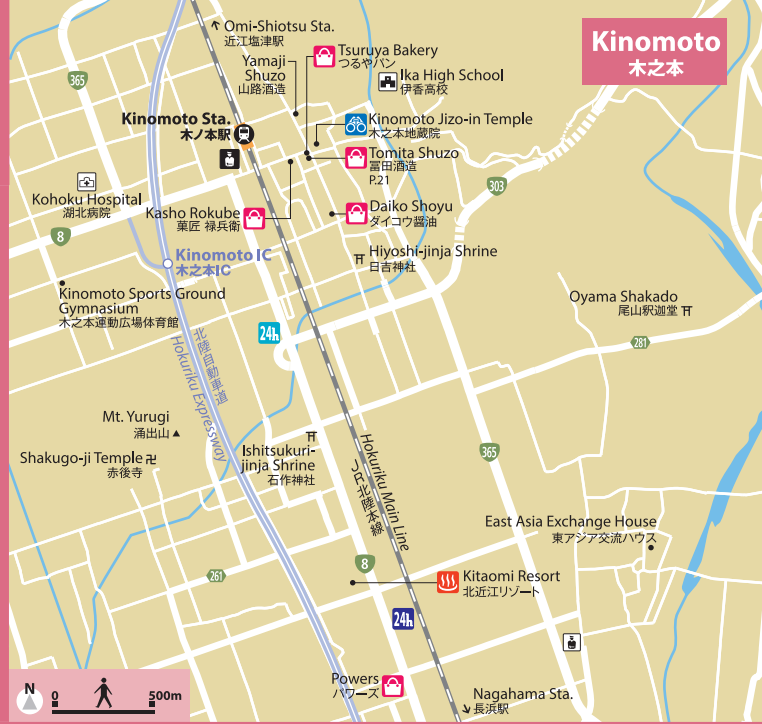 Kinomoto
木之本
Omi-Shiotsu Sta.
近江塩津駅
Tsuruya Bakery
つるやパン
Yamaji
Shuzo
山路酒造
Ika High School
伊香高校
365
Kinomoto Sta.
木ノ本駅
Kinomoto Jizo-in Temple
木之本地蔵院
Tomita Shuzo
冨田酒造
P.21
303
Kohoku Hospital
湖北病院
Kasho Rokube
菓匠 禄兵衛
Daiko Shoyu
ダイコウ醤油
8
Kinomoto IC
木之本IC
Hiyoshi-jinja Shrine
日吉神社
Kinomoto Sports Ground
Gymnasium
木之本運動広場体育館
Oyama Shakado
尾山釈迦堂
24h
281
北陸自動車道
Hokuriku Expressway
Mt. Yurugi
涌出山
Shakugo-ji Temple
赤後寺
Ishitsukuri-
jinja Shrine
石作神社
Hokuriku Main Line
JR北陸本線
365
East Asia Exchange House
東アジア交流ハウス
8
261
Kitaomi Resort
北近江リゾート
24h
Powers
パワーズ
Nagahama Sta.
長浜駅
N
0
500m